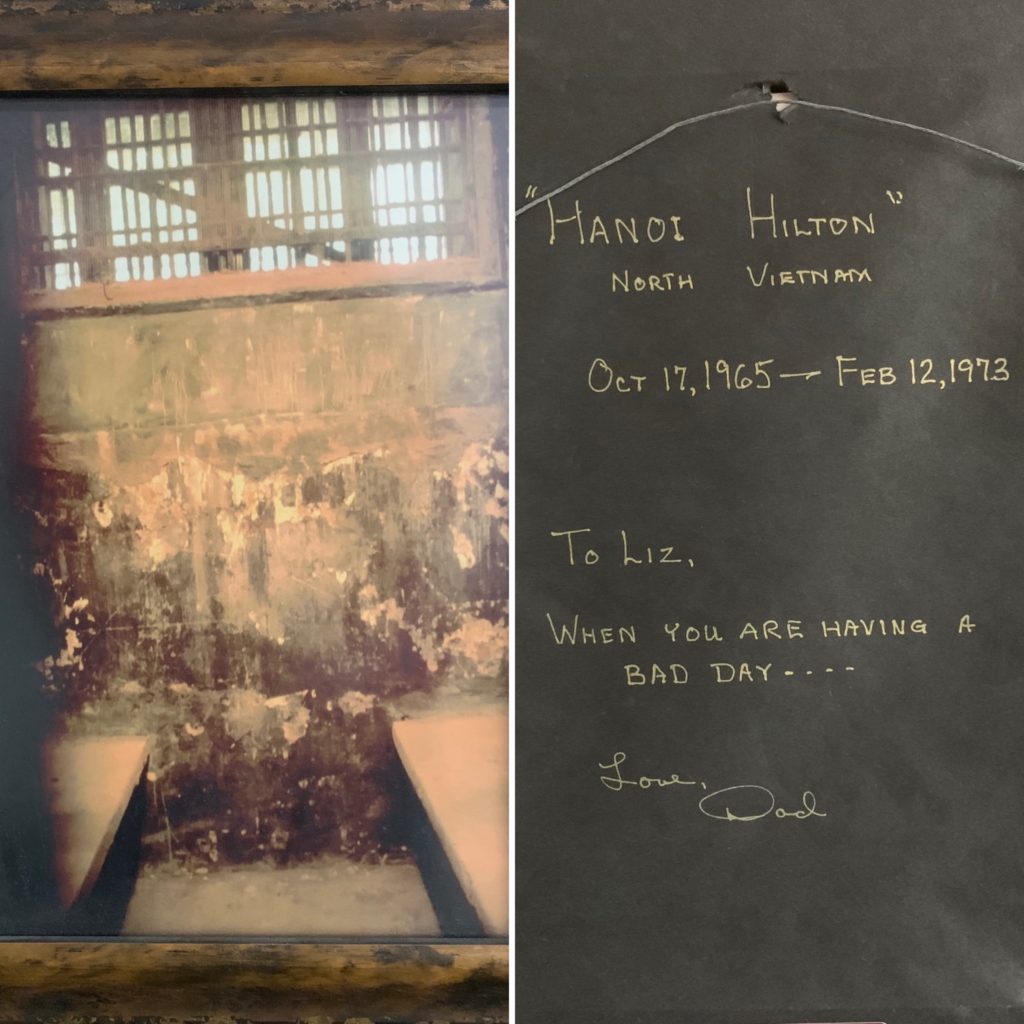 "HANOI HILTON"
NORTH VIETNAM
OCT 17, 1965 — FEB 12, 1973
TO LIZ,
WHEN YOU ARE HAVING A
BAD DAY ----
Love,
Dad